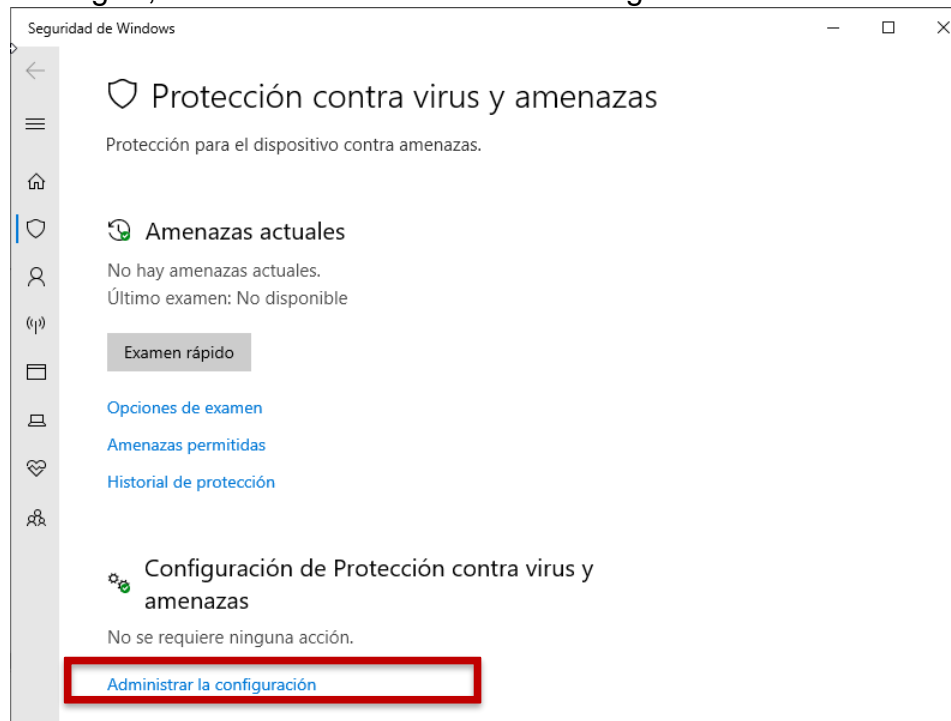 Seguridad de Windows
Protección contra virus y amenazas
Protección para el dispositivo contra amenazas.
Amenazas actuales
No hay amenazas actuales.
Último examen: No disponible
Examen rápido
Opciones de examen
Amenazas permitidas
Historial de protección
Configuración de Protección contra virus y
amenazas
No se requiere ninguna acción.
Administrar la configuración